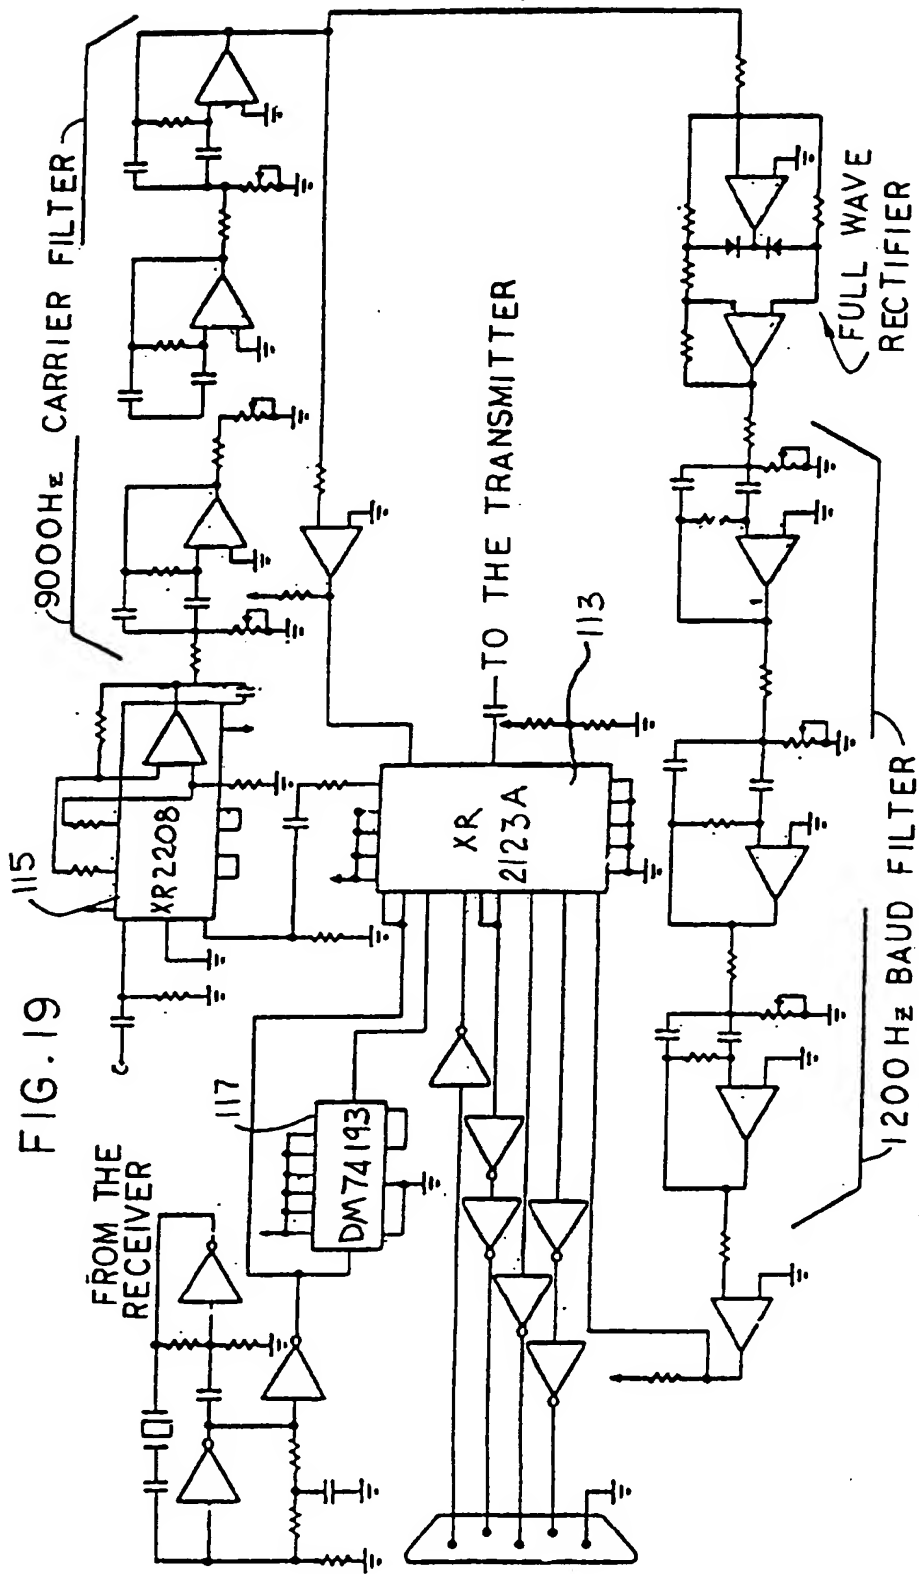 FIG. 19
FROM THE
RECEIVER
115
XR2208
9000Hz CARRIER FILTER
117
DM74193
XR
2123A
113
TO THE TRANSMITTER
FULL WAVE
RECTIFIER
1200Hz BAUD FILTER